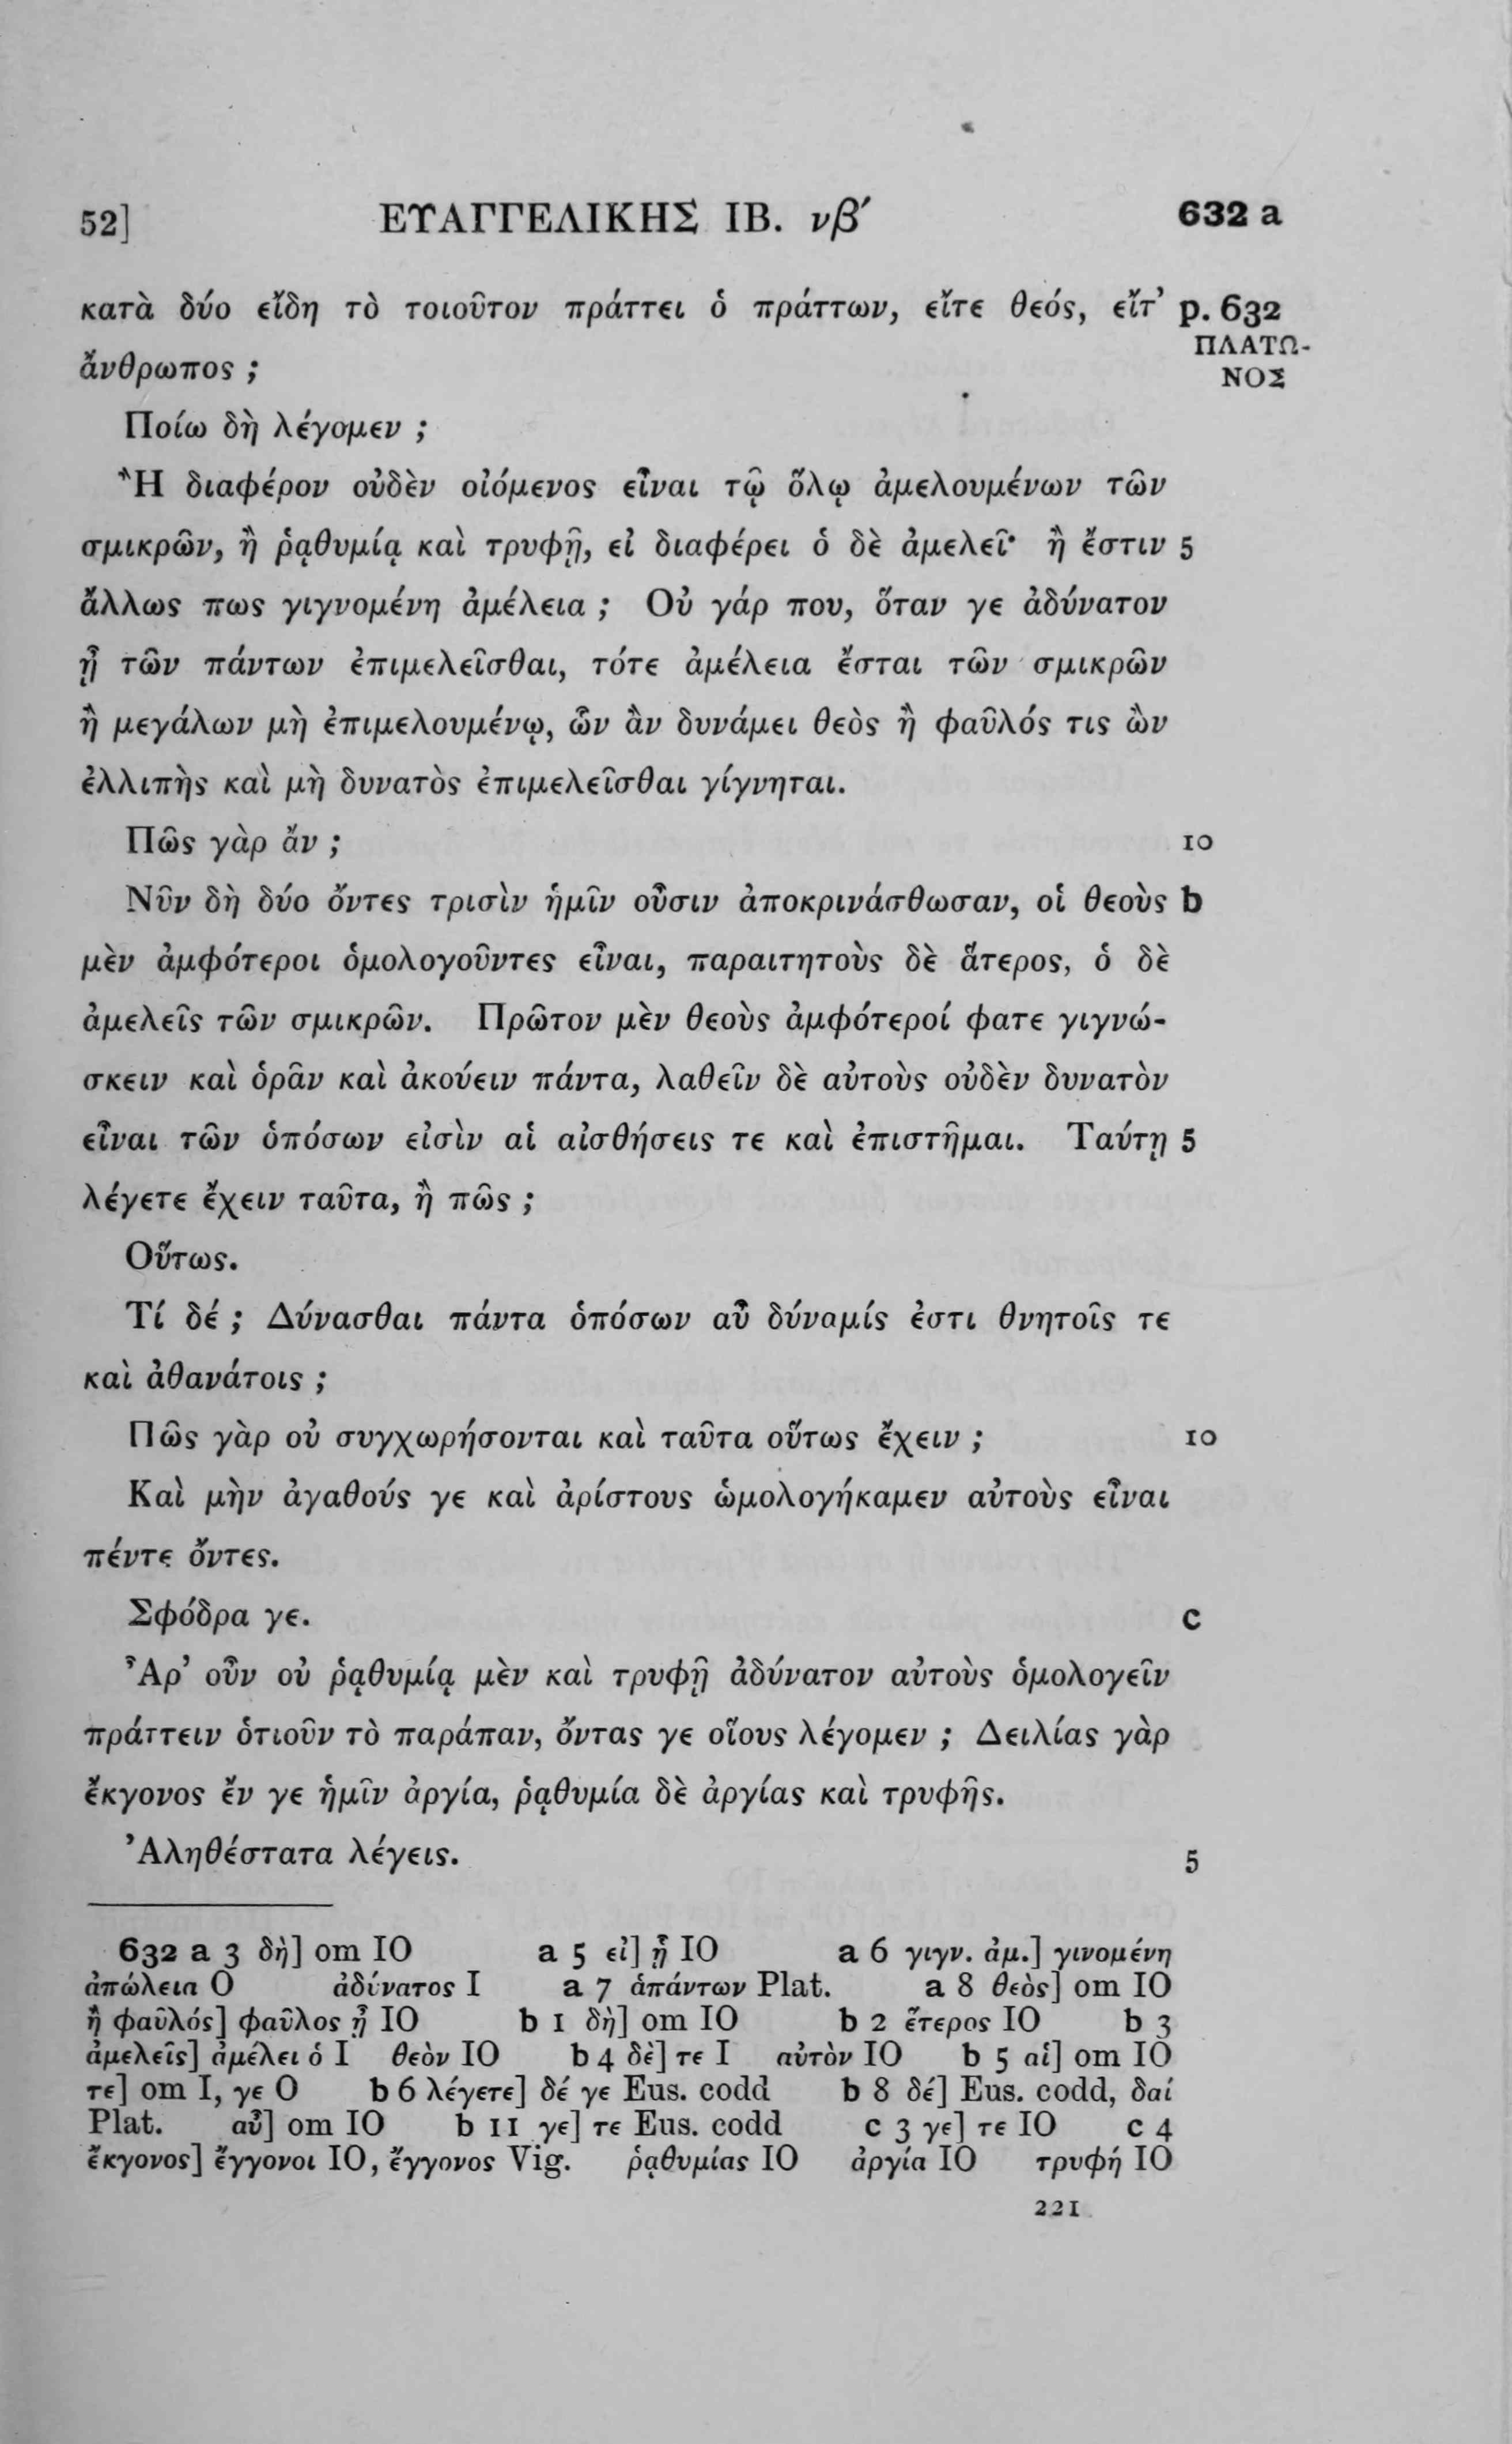 52] ΕΥΑΓΓΕΛΙΚΗΣ ΙΒ. νβ′ 632 a
κατὰ δύο εἴδη τὸ τοιοῦτον πράττει ὁ πράττων, εἴτε θεός, εἴτ’ p. 632
ΠΛΑΤΩ-
ἄνθρωπος ;
ΝΟΣ
Ποίω δὴ λέγομεν ;
Ἢ διαφέρον οὐδὲν οἰόμενος εἶναι τῷ ὅλῳ ἀμελουμένων τῶν
σμικρῶν, ἢ ῥᾳθυμίᾳ καὶ τρυφῇ, εἰ διαφέρει ὁ δὲ ἀμελεῖ· ἢ ἔστιν 5
ἄλλως πως γιγνομένη ἀμέλεια ; Οὐ γάρ που, ὅταν γε ἀδύνατον
ᾖ τῶν πάντων ἐπιμελεῖσθαι, τότε ἀμέλεια ἔσται τῶν σμικρῶν
ἢ μεγάλων μὴ ἐπιμελουμένῳ, ὧν ἂν δυνάμει θεὸς ἢ φαῦλός τις ὢν
ἐλλιπὴς καὶ μὴ δυνατὸς ἐπιμελεῖσθαι γίγνηται.
Πῶς γὰρ ἄν ; 10
Νῦν δὴ δύο ὄντες τρισὶν ἡμῖν οὖσιν ἀποκρινάσθωσαν, οἱ θεοὺς b
μὲν ἀμφότεροι ὁμολογοῦντες εἶναι, παραιτητοὺς δὲ ἅτερος, ὁ δὲ
ἀμελεῖς τῶν σμικρῶν. Πρῶτον μὲν θεοὺς ἀμφότεροί φατε γιγνώ-
σκειν καὶ ὁρᾶν καὶ ἀκούειν πάντα, λαθεῖν δὲ αὐτοὺς οὐδὲν δυνατὸν
εἶναι τῶν ὁπόσων εἰσὶν αἱ αἰσθήσεις τε καὶ ἐπιστῆμαι. Ταύτῃ 5
λέγετε ἔχειν ταῦτα, ἢ πῶς ;
Οὕτως.
Τί δέ ; Δύνασθαι πάντα ὁπόσων αὖ δύναμίς ἐστι θνητοῖς τε
καὶ ἀθανάτοις ;
Πῶς γὰρ οὐ συγχωρήσονται καὶ ταῦτα οὕτως ἔχειν ; 10
Καὶ μὴν ἀγαθούς γε καὶ ἀρίστους ὡμολογήκαμεν αὐτοὺς εἶναι
πέντε ὄντες.
Σφόδρα γε. c
Ἆρ’ οὖν οὐ ῥᾳθυμίᾳ μὲν καὶ τρυφῇ ἀδύνατον αὐτοὺς ὁμολογεῖν
πράττειν ὁτιοῦν τὸ παράπαν, ὄντας γε οἵους λέγομεν ; Δειλίας γὰρ
ἔκγονος ἔν γε ἡμῖν ἀργία, ῥᾳθυμία δὲ ἀργίας καὶ τρυφῆς.
Ἀληθέστατα λέγεις. 5
632 a 3 δὴ] om IO a 5 εἰ] ᾖ IO a 6 γιγν. ἀμ.] γινομένη
ἀπώλεια O ἀδύνατος I a 7 ἁπάντων Plat. a 8 θεὸς] om IO
ἢ φαῦλός] φαῦλος ᾖ IO b 1 δὴ] om IO b 2 ἕτερος IO b 3
ἀμελεῖς] ἀμέλει ὁ I θεὸν IO b 4 δὲ] τε I αὐτὸν IO b 5 αἱ] om IO
τε] om I, γε O b 6 λέγετε] δέ γε Eus. codd b 8 δέ] Eus. codd, δαί
Plat. αὖ] om IO b 11 γε] τε Eus. codd c 3 γε] τε IO c 4
ἔκγονος] ἔγγονοι IO, ἔγγονος Vig. ῥᾳθυμίας IO ἀργία IO τρυφή IO
221